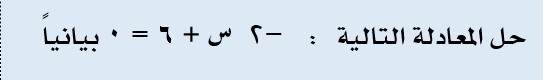 حل المعادلة التالية : −٢ س + ٦ = ٠ بيانياً